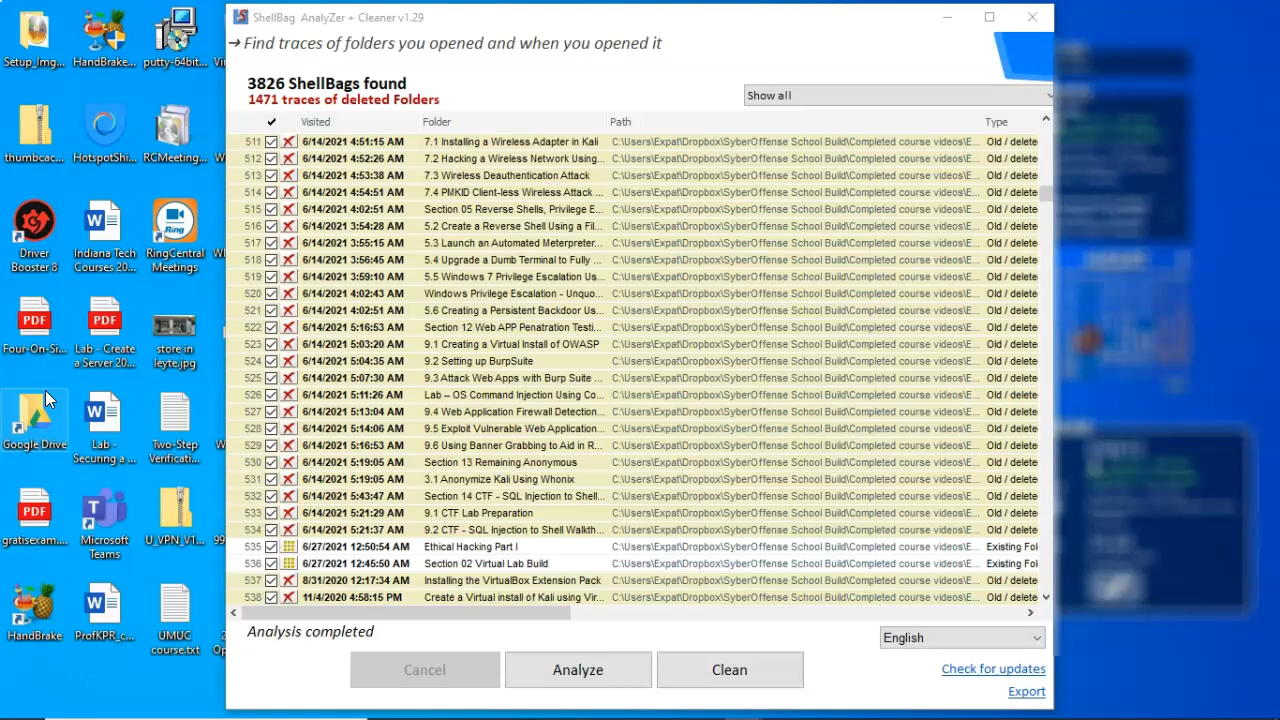 Setup_Img...
HandBrake...
putty-64bit...
thumbcac...
HotspotShi...
RCMeeting...
Driver
Booster 8
Indiana Tech
Courses 20...
RingCentral
Meetings
Four-On-Si...
Lab - Create
a Server 20...
store in
leyte.jpg
Google Drive
Lab -
Securing a ...
Two-Step
Verificati...
gratisexam....
Microsoft
Teams
U_VPN_V1...
HandBrake
ProfKPR_c...
UMUC
course.txt
ShellBag AnalyZer + Cleaner v1.29
→ Find traces of folders you opened and when you opened it
3826 ShellBags found
1471 traces of deleted Folders
Show all
Visited Folder Path Type
511 6/14/2021 4:51:15 AM 7.1 Installing a Wireless Adapter in Kali C:\Users\Expat\Dropbox\SyberOffense School Build\Completed course videos\E... Old / delete
512 6/14/2021 4:52:26 AM 7.2 Hacking a Wireless Network Using... C:\Users\Expat\Dropbox\SyberOffense School Build\Completed course videos\E... Old / delete
513 6/14/2021 4:53:38 AM 7.3 Wireless Deauthentication Attack C:\Users\Expat\Dropbox\SyberOffense School Build\Completed course videos\E... Old / delete
514 6/14/2021 4:54:51 AM 7.4 PMKID Client-less Wireless Attack ... C:\Users\Expat\Dropbox\SyberOffense School Build\Completed course videos\E... Old / delete
515 6/14/2021 4:02:51 AM Section 05 Reverse Shells, Privilege E... C:\Users\Expat\Dropbox\SyberOffense School Build\Completed course videos\E... Old / delete
516 6/14/2021 3:54:28 AM 5.2 Create a Reverse Shell Using a Fil... C:\Users\Expat\Dropbox\SyberOffense School Build\Completed course videos\E... Old / delete
517 6/14/2021 3:55:15 AM 5.3 Launch an Automated Meterpreter... C:\Users\Expat\Dropbox\SyberOffense School Build\Completed course videos\E... Old / delete
518 6/14/2021 3:56:45 AM 5.4 Upgrade a Dumb Terminal to Fully ... C:\Users\Expat\Dropbox\SyberOffense School Build\Completed course videos\E... Old / delete
519 6/14/2021 3:59:10 AM 5.5 Windows 7 Privilege Escalation Us... C:\Users\Expat\Dropbox\SyberOffense School Build\Completed course videos\E... Old / delete
520 6/14/2021 4:02:43 AM Windows Privilege Escalation - Unquo... C:\Users\Expat\Dropbox\SyberOffense School Build\Completed course videos\E... Old / delete
521 6/14/2021 4:02:51 AM 5.6 Creating a Persistent Backdoor Us... C:\Users\Expat\Dropbox\SyberOffense School Build\Completed course videos\E... Old / delete
522 6/14/2021 5:16:53 AM Section 12 Web APP Penatration Testi... C:\Users\Expat\Dropbox\SyberOffense School Build\Completed course videos\E... Old / delete
523 6/14/2021 5:03:20 AM 9.1 Creating a Virtual Install of OWASP C:\Users\Expat\Dropbox\SyberOffense School Build\Completed course videos\E... Old / delete
524 6/14/2021 5:04:35 AM 9.2 Setting up BurpSuite C:\Users\Expat\Dropbox\SyberOffense School Build\Completed course videos\E... Old / delete
525 6/14/2021 5:07:30 AM 9.3 Attack Web Apps with Burp Suite ... C:\Users\Expat\Dropbox\SyberOffense School Build\Completed course videos\E... Old / delete
526 6/14/2021 5:11:26 AM Lab – OS Command Injection Using Co... C:\Users\Expat\Dropbox\SyberOffense School Build\Completed course videos\E... Old / delete
527 6/14/2021 5:13:04 AM 9.4 Web Application Firewall Detection... C:\Users\Expat\Dropbox\SyberOffense School Build\Completed course videos\E... Old / delete
528 6/14/2021 5:14:06 AM 9.5 Exploit Vulnerable Web Application... C:\Users\Expat\Dropbox\SyberOffense School Build\Completed course videos\E... Old / delete
529 6/14/2021 5:16:53 AM 9.6 Using Banner Grabbing to Aid in R... C:\Users\Expat\Dropbox\SyberOffense School Build\Completed course videos\E... Old / delete
530 6/14/2021 5:19:05 AM Section 13 Remaining Anonymous C:\Users\Expat\Dropbox\SyberOffense School Build\Completed course videos\E... Old / delete
531 6/14/2021 5:19:05 AM 3.1 Anonymize Kali Using Whonix C:\Users\Expat\Dropbox\SyberOffense School Build\Completed course videos\E... Old / delete
532 6/14/2021 5:43:47 AM Section 14 CTF - SQL Injection to Shell... C:\Users\Expat\Dropbox\SyberOffense School Build\Completed course videos\E... Old / delete
533 6/14/2021 5:21:29 AM 9.1 CTF Lab Preparation C:\Users\Expat\Dropbox\SyberOffense School Build\Completed course videos\E... Old / delete
534 6/14/2021 5:21:37 AM 9.2 CTF - SQL Injection to Shell Walkth... C:\Users\Expat\Dropbox\SyberOffense School Build\Completed course videos\E... Old / delete
535 6/27/2021 12:50:54 AM Ethical Hacking Part I C:\Users\Expat\Dropbox\SyberOffense School Build\Completed course videos\E... Existing Fol
536 6/27/2021 12:45:50 AM Section 02 Virtual Lab Build C:\Users\Expat\Dropbox\SyberOffense School Build\Completed course videos\E... Existing Fol
537 8/31/2020 12:17:34 AM Installing the VirtualBox Extension Pack C:\Users\Expat\Dropbox\SyberOffense School Build\Completed course videos\E... Old / delete
538 11/4/2020 4:58:15 PM Create a Virtual install of Kali using Vir... C:\Users\Expat\Dropbox\SyberOffense School Build\Completed course videos\E... Old / delete
Analysis completed
English
Cancel Analyze Clean
Check for updates
Export